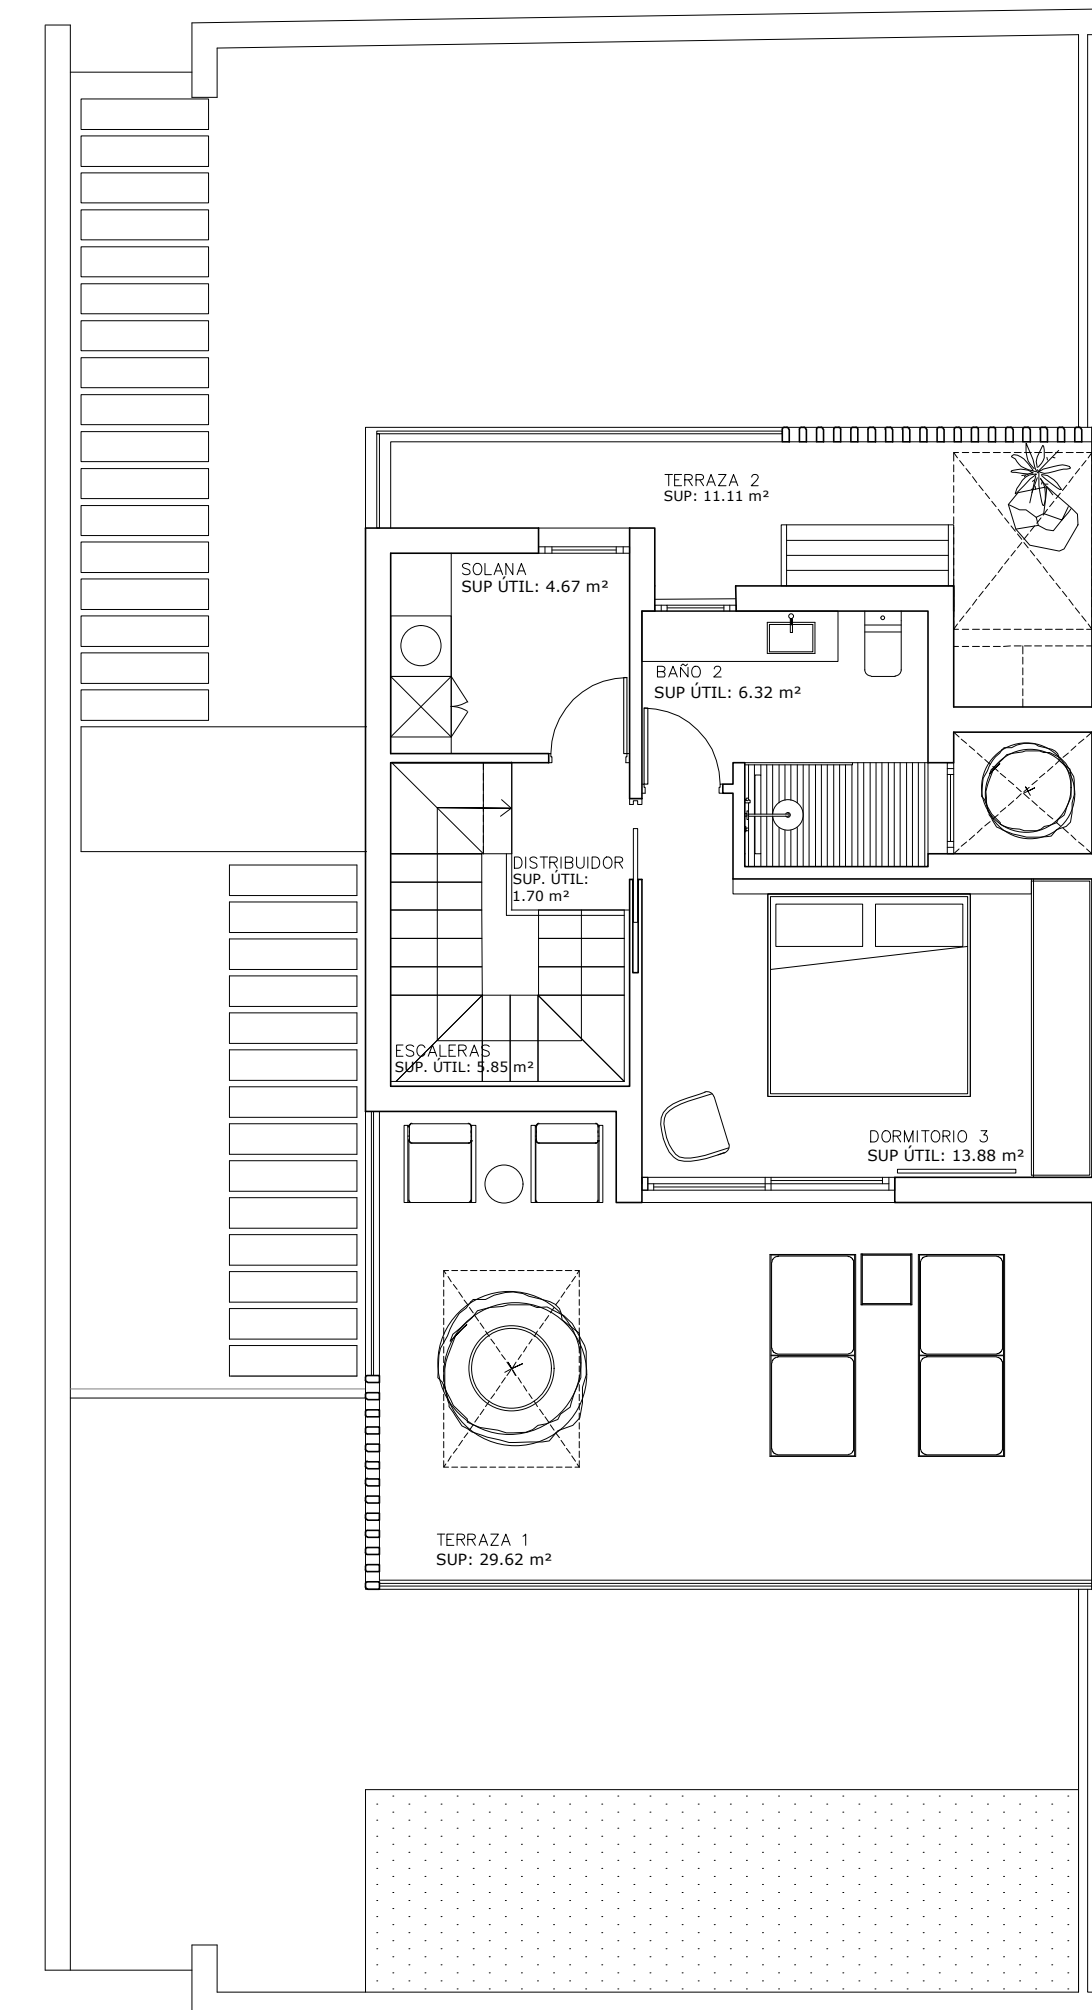 TERRAZA 2
SUP: 11.11 m²
SOLANA
SUP ÚTIL: 4.67 m²
BAÑO 2
SUP ÚTIL: 6.32 m²
DISTRIBUIDOR
SUP. ÚTIL:
1.70 m²
ESCALERAS
SUP. ÚTIL: 5.85 m²
DORMITORIO 3
SUP ÚTIL: 13.88 m²
TERRAZA 1
SUP: 29.62 m²